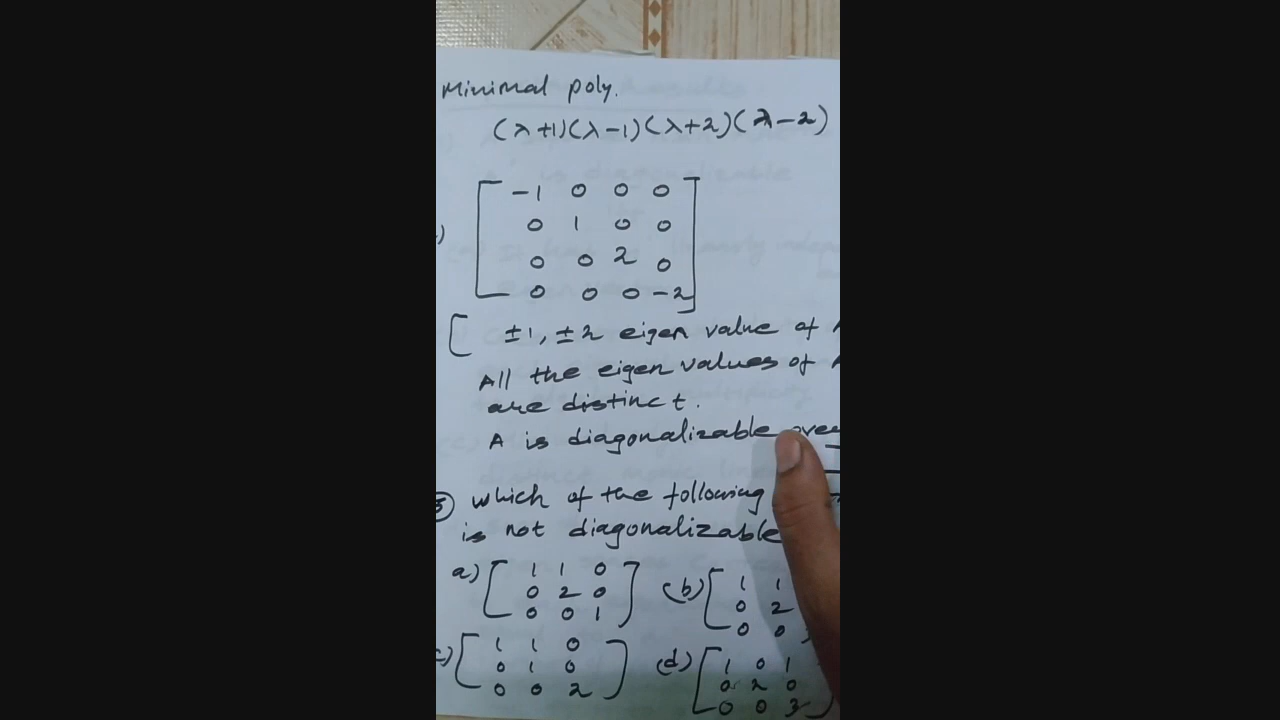 Minimal poly.
(λ+1)(λ-1)(λ+2)(λ-2)
-1 0 0 0
) 0 1 0 0
0 0 2 0
0 0 0 -2
[ ±1, ±2 eigen value of
All the eigen values of
are distinct.
A is diagonalizable over
which of the following
is not diagonalizable
a) [ 1 1 0
0 2 0
0 0 1 ]
(b) [ 1 1
0 2
0 0
c) [ 1 1 0
0 1 0
0 0 2 ]
(d) [ 1 0 1
0 2 0
0 0 3 ]